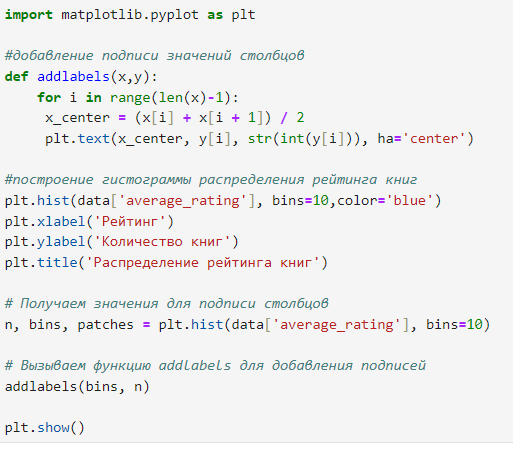 import matplotlib.pyplot as plt
#добавление подписи значений столбцов
def addlabels(x,y):
    for i in range(len(x)-1):
     x_center = (x[i] + x[i + 1]) / 2
     plt.text(x_center, y[i], str(int(y[i])), ha='center')
#построение гистограммы распределения рейтинга книг
plt.hist(data['average_rating'], bins=10,color='blue')
plt.xlabel('Рейтинг')
plt.ylabel('Количество книг')
plt.title('Распределение рейтинга книг')
# Получаем значения для подписи столбцов
n, bins, patches = plt.hist(data['average_rating'], bins=10)
# Вызываем функцию addlabels для добавления подписей
addlabels(bins, n)
plt.show()